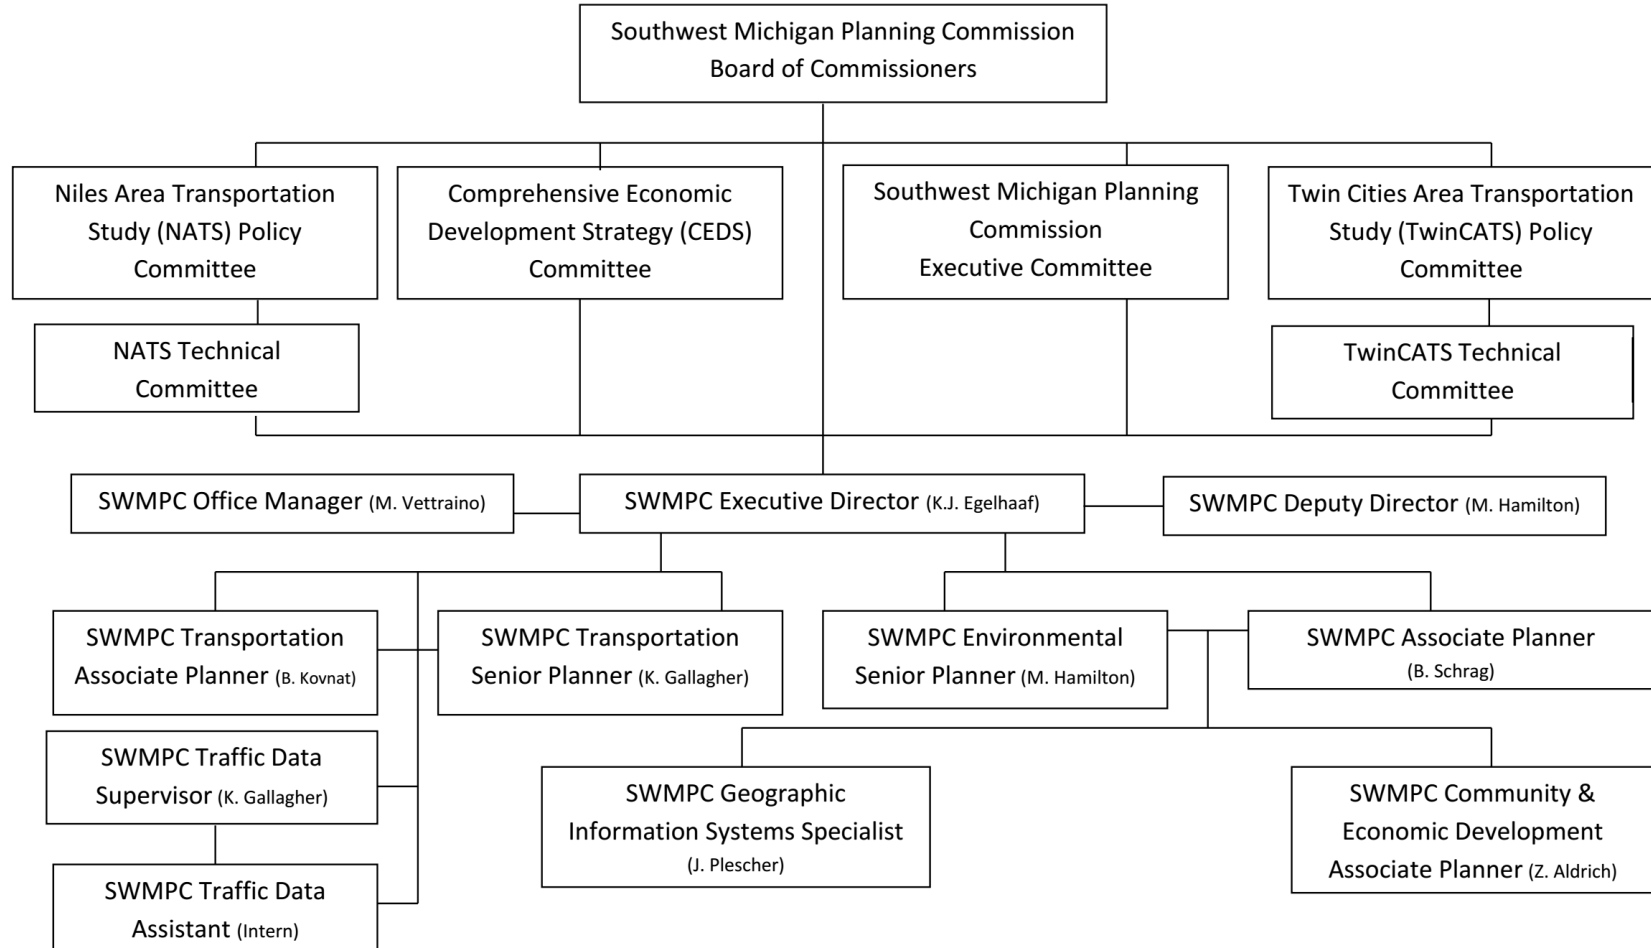 Southwest Michigan Planning Commission
Board of Commissioners
Niles Area Transportation
Study (NATS) Policy
Committee
Comprehensive Economic
Development Strategy (CEDS)
Committee
Southwest Michigan Planning
Commission
Executive Committee
Twin Cities Area Transportation
Study (TwinCATS) Policy
Committee
NATS Technical
Committee
TwinCATS Technical
Committee
SWMPC Office Manager (M. Vettraino)
SWMPC Executive Director (K.J. Egelhaaf)
SWMPC Deputy Director (M. Hamilton)
SWMPC Transportation
Associate Planner (B. Kovnat)
SWMPC Transportation
Senior Planner (K. Gallagher)
SWMPC Environmental
Senior Planner (M. Hamilton)
SWMPC Associate Planner
(B. Schrag)
SWMPC Traffic Data
Supervisor (K. Gallagher)
SWMPC Geographic
Information Systems Specialist
(J. Plescher)
SWMPC Community &
Economic Development
Associate Planner (Z. Aldrich)
SWMPC Traffic Data
Assistant (Intern)